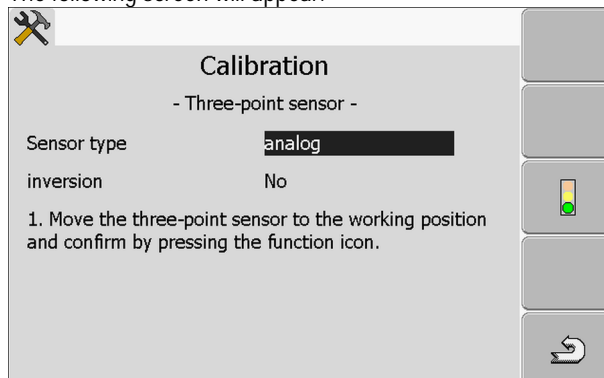 The following screen will appear:
Calibration
- Three-point sensor -
Sensor type analog
inversion No
1. Move the three-point sensor to the working position
and confirm by pressing the function icon.